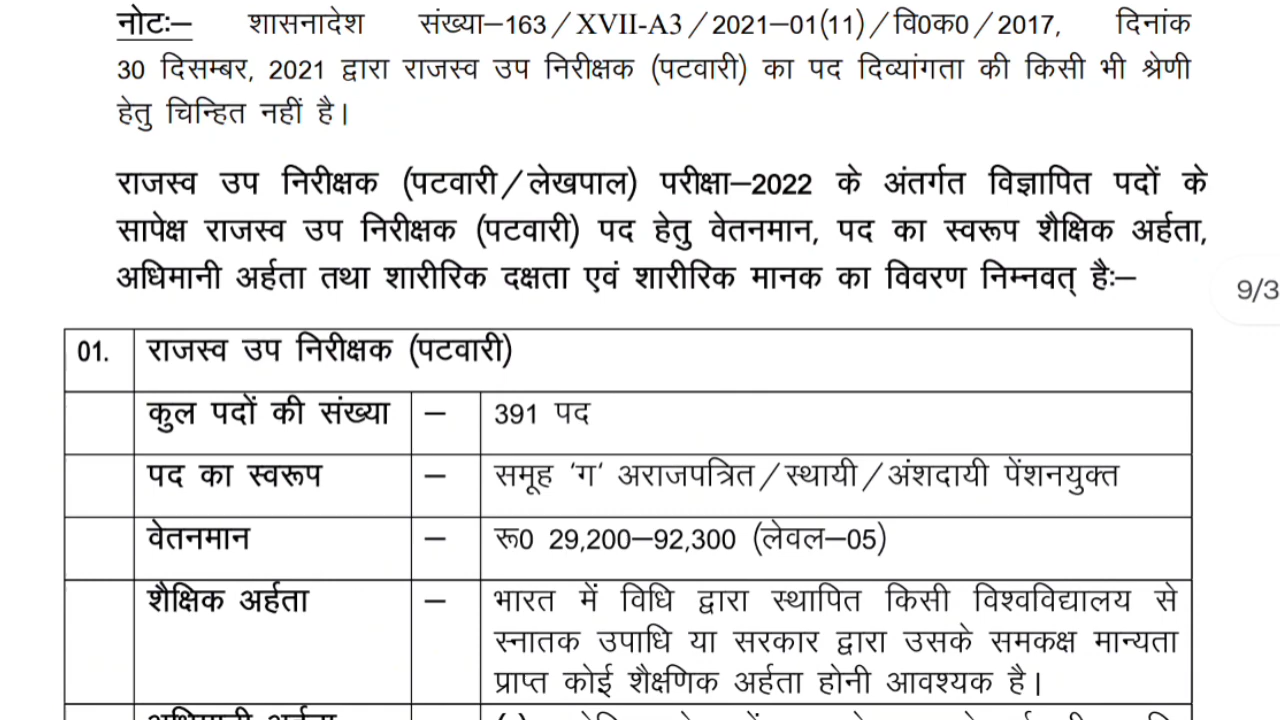 नोटः— शासनादेश संख्या—163/XVII-A3/2021—01(11)/वि0क0/2017, दिनांक
30 दिसम्बर, 2021 द्वारा राजस्व उप निरीक्षक (पटवारी) का पद दिव्यांगता की किसी भी श्रेणी
हेतु चिन्हित नहीं है।
राजस्व उप निरीक्षक (पटवारी/लेखपाल) परीक्षा—2022 के अंतर्गत विज्ञापित पदों के
सापेक्ष राजस्व उप निरीक्षक (पटवारी) पद हेतु वेतनमान, पद का स्वरूप शैक्षिक अर्हता,
अधिमानी अर्हता तथा शारीरिक दक्षता एवं शारीरिक मानक का विवरण निम्नवत् हैः—
9/3
01. राजस्व उप निरीक्षक (पटवारी)
कुल पदों की संख्या — 391 पद
पद का स्वरूप — समूह 'ग' अराजपत्रित/स्थायी/अंशदायी पेंशनयुक्त
वेतनमान — रू0 29,200—92,300 (लेवल—05)
शैक्षिक अर्हता — भारत में विधि द्वारा स्थापित किसी विश्वविद्यालय से
स्नातक उपाधि या सरकार द्वारा उसके समकक्ष मान्यता
प्राप्त कोई शैक्षणिक अर्हता होनी आवश्यक है।